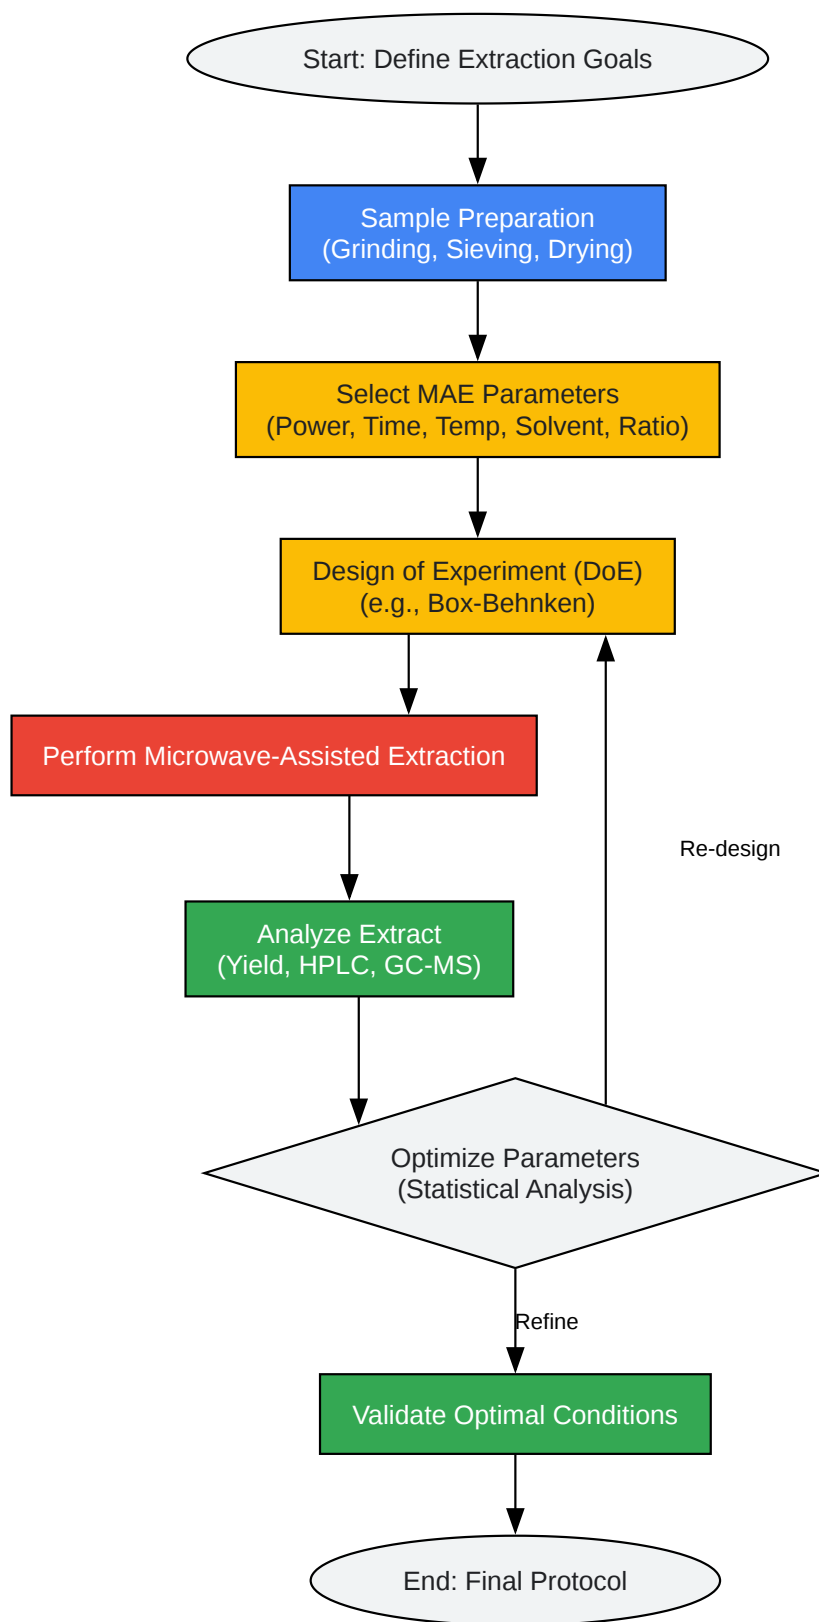 Start: Define Extraction Goals
Sample Preparation
(Grinding, Sieving, Drying)
Select MAE Parameters
(Power, Time, Temp, Solvent, Ratio)
Design of Experiment (DoE)
(e.g., Box-Behnken)
Perform Microwave-Assisted Extraction
Re-design
Analyze Extract
(Yield, HPLC, GC-MS)
Optimize Parameters
(Statistical Analysis)
Refine
Validate Optimal Conditions
End: Final Protocol